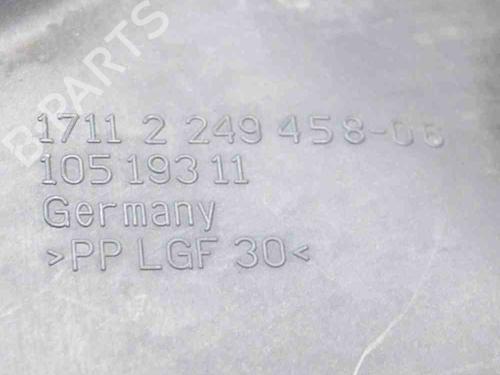 B-PARTS
1711 2 249 458-06
105 193 11
Germany
>PP LGF 30<